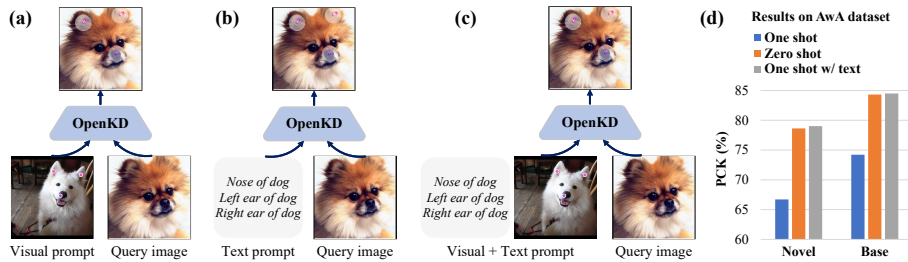 (a)
OpenKD
Visual prompt
Query image
(b)
OpenKD
Nose of dog
Left ear of dog
Right ear of dog
Text prompt
Query image
(c)
OpenKD
Nose of dog
Left ear of dog
Right ear of dog
Visual + Text prompt
Query image
(d)
Results on AwA dataset
One shot
Zero shot
One shot w/ text
PCK (%)
85
80
75
70
65
60
Novel
Base